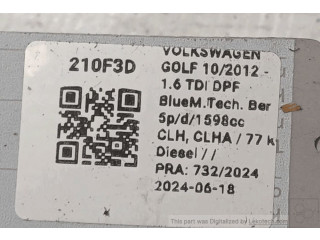 210F3D
VOLKSWAGEN
GOLF 10/2012 -
1.6 TDI DPF
BlueM.Tech. Ber
5p/d/1598cc
CLH, CLHA / 77 k
Diesel //
PRA: 732/2024
2024-06-18
This part was Digitalized by